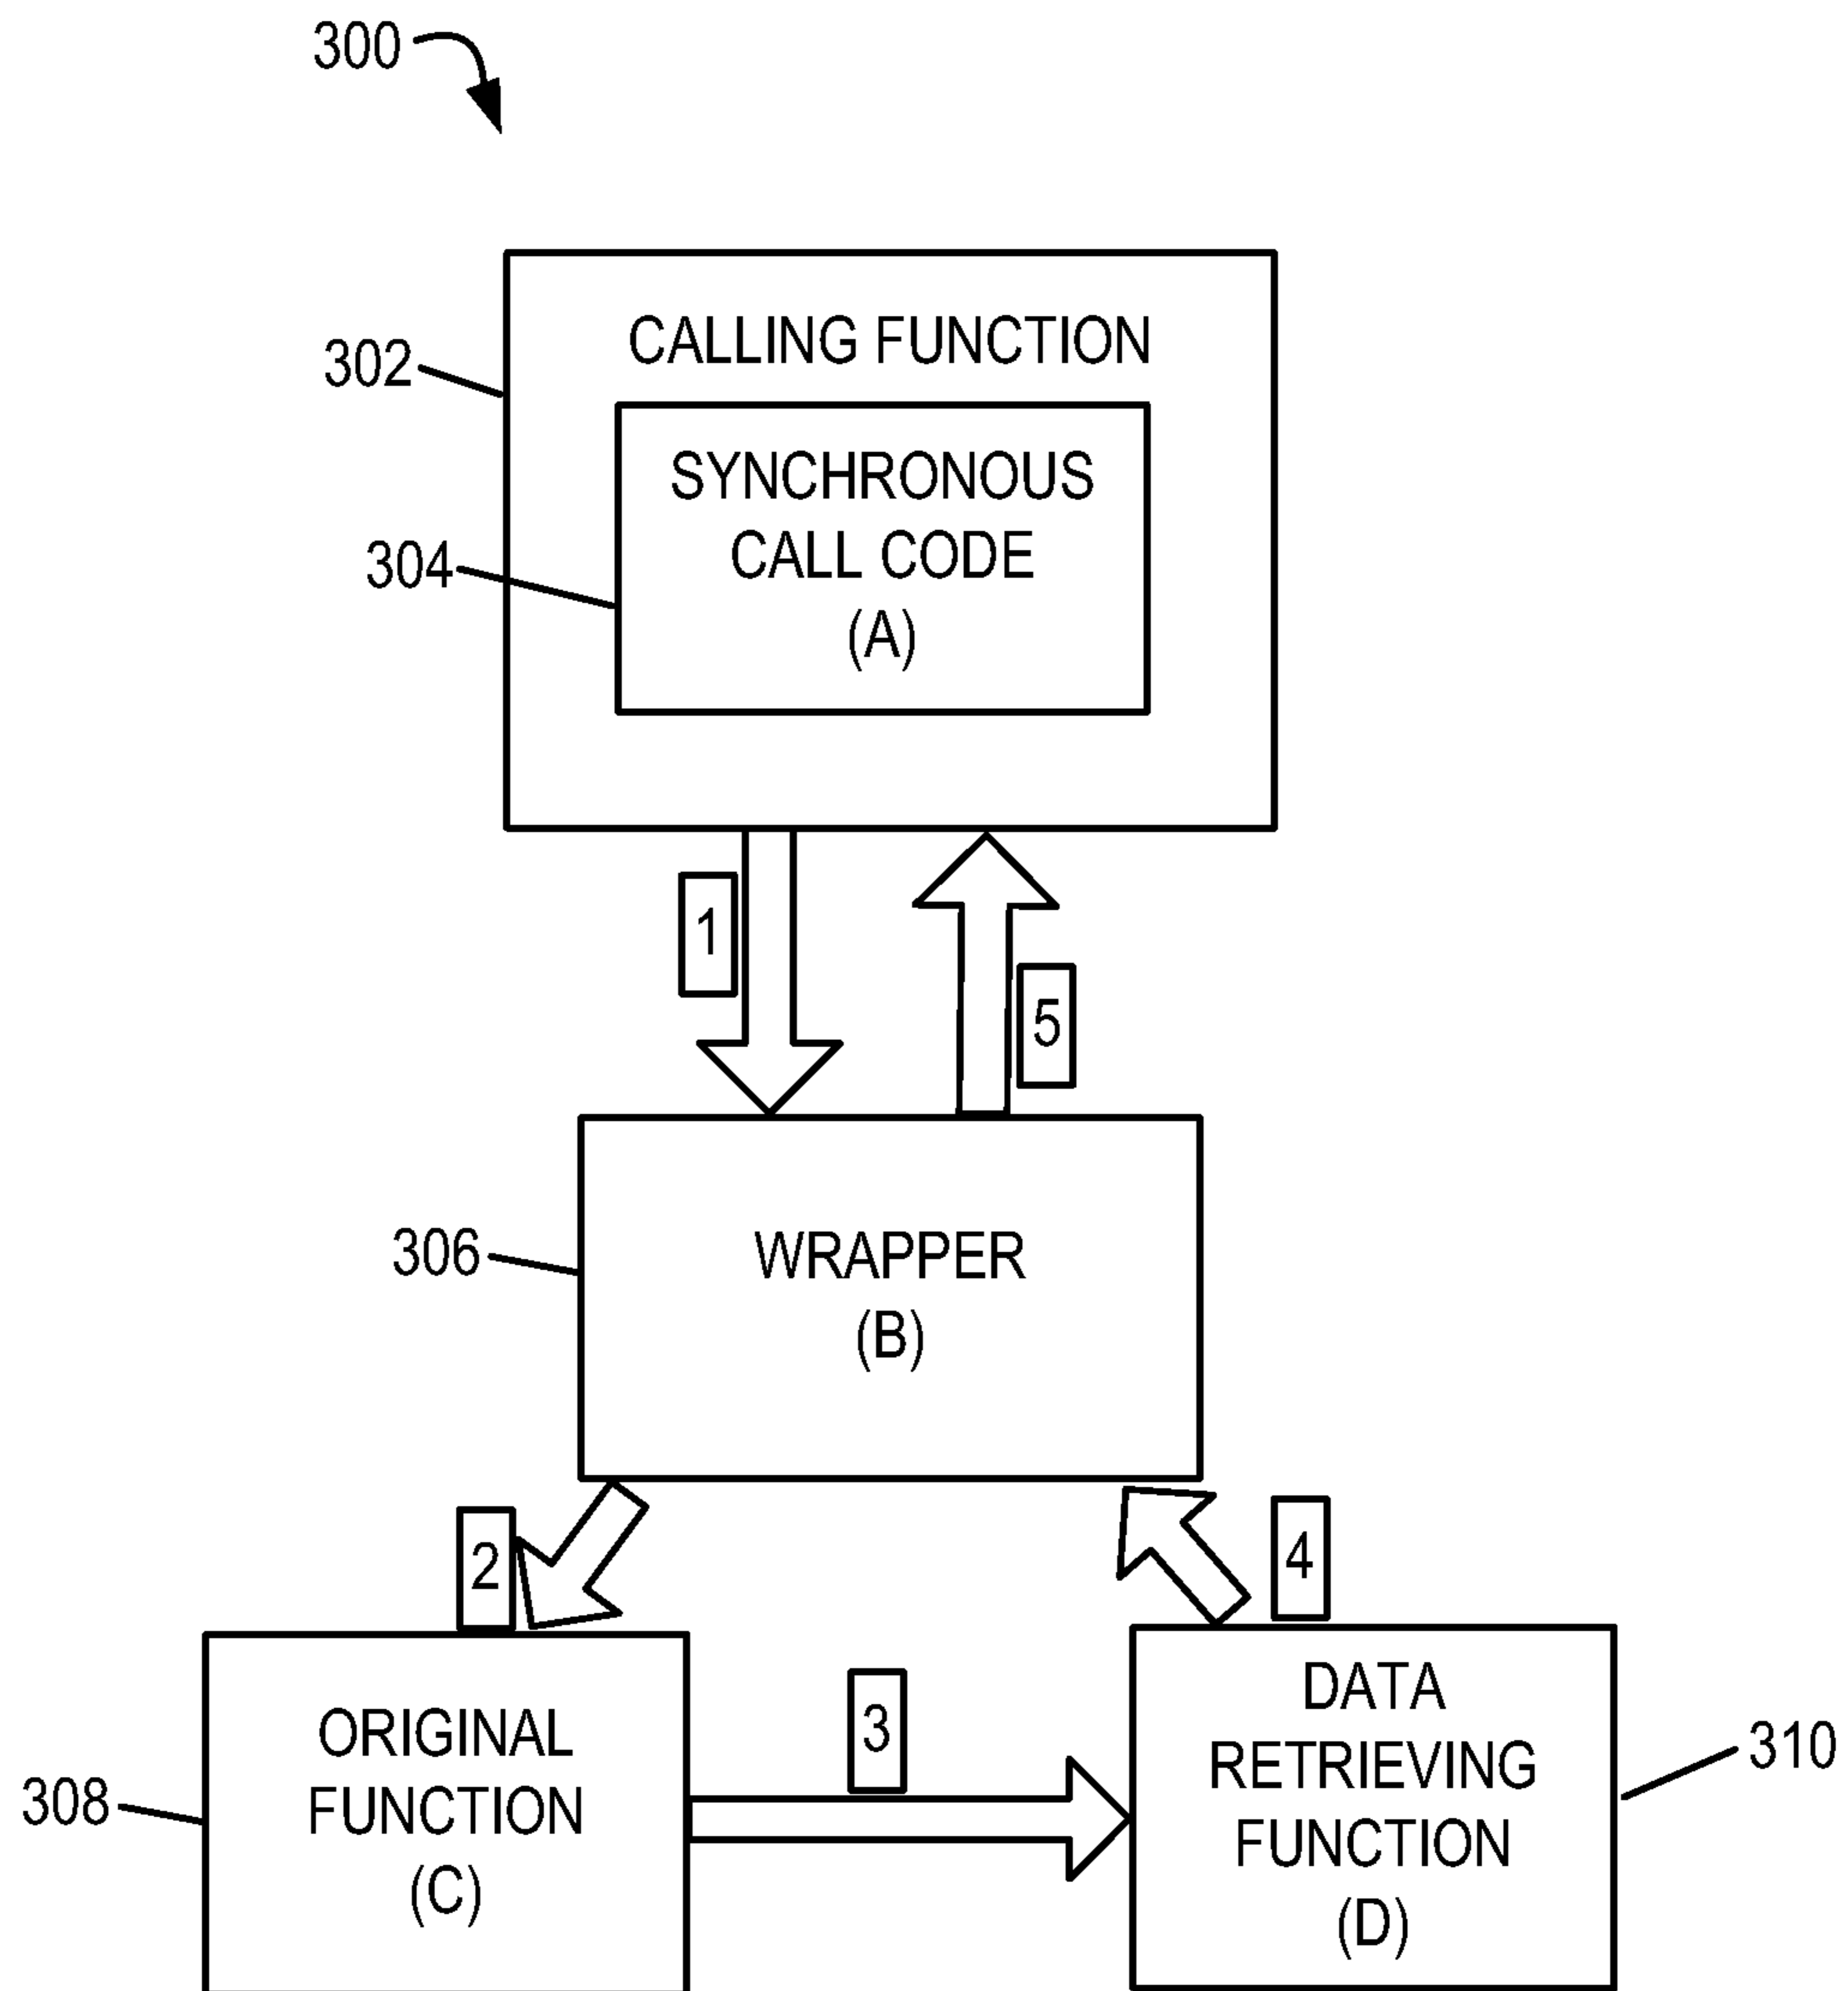 300
302
CALLING FUNCTION
304
SYNCHRONOUS
CALL CODE
(A)
1
5
306
WRAPPER
(B)
2
4
3
308
ORIGINAL
FUNCTION
(C)
DATA
RETRIEVING
FUNCTION
(D)
310